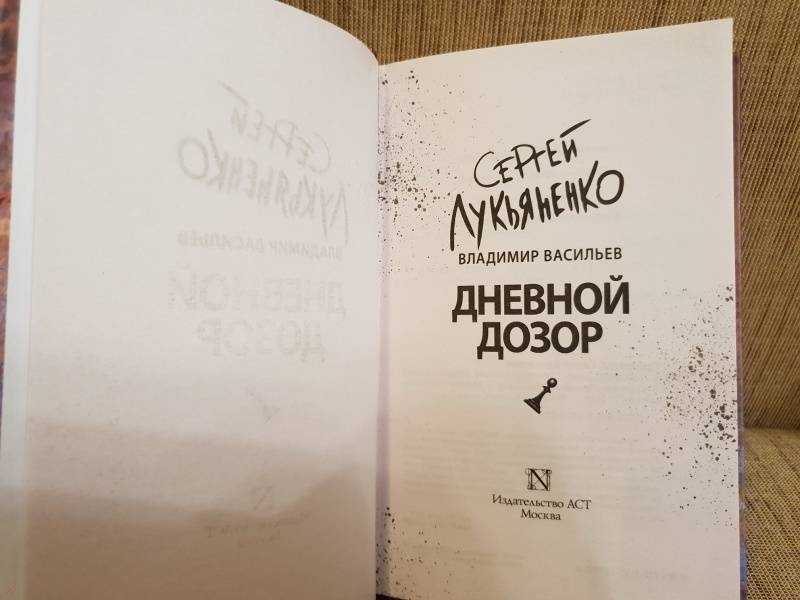 Сергей
Лукьяненко
ВЛАДИМИР ВАСИЛЬЕВ
ДНЕВНОЙ
ДОЗОР
N
Издательство АСТ
Москва